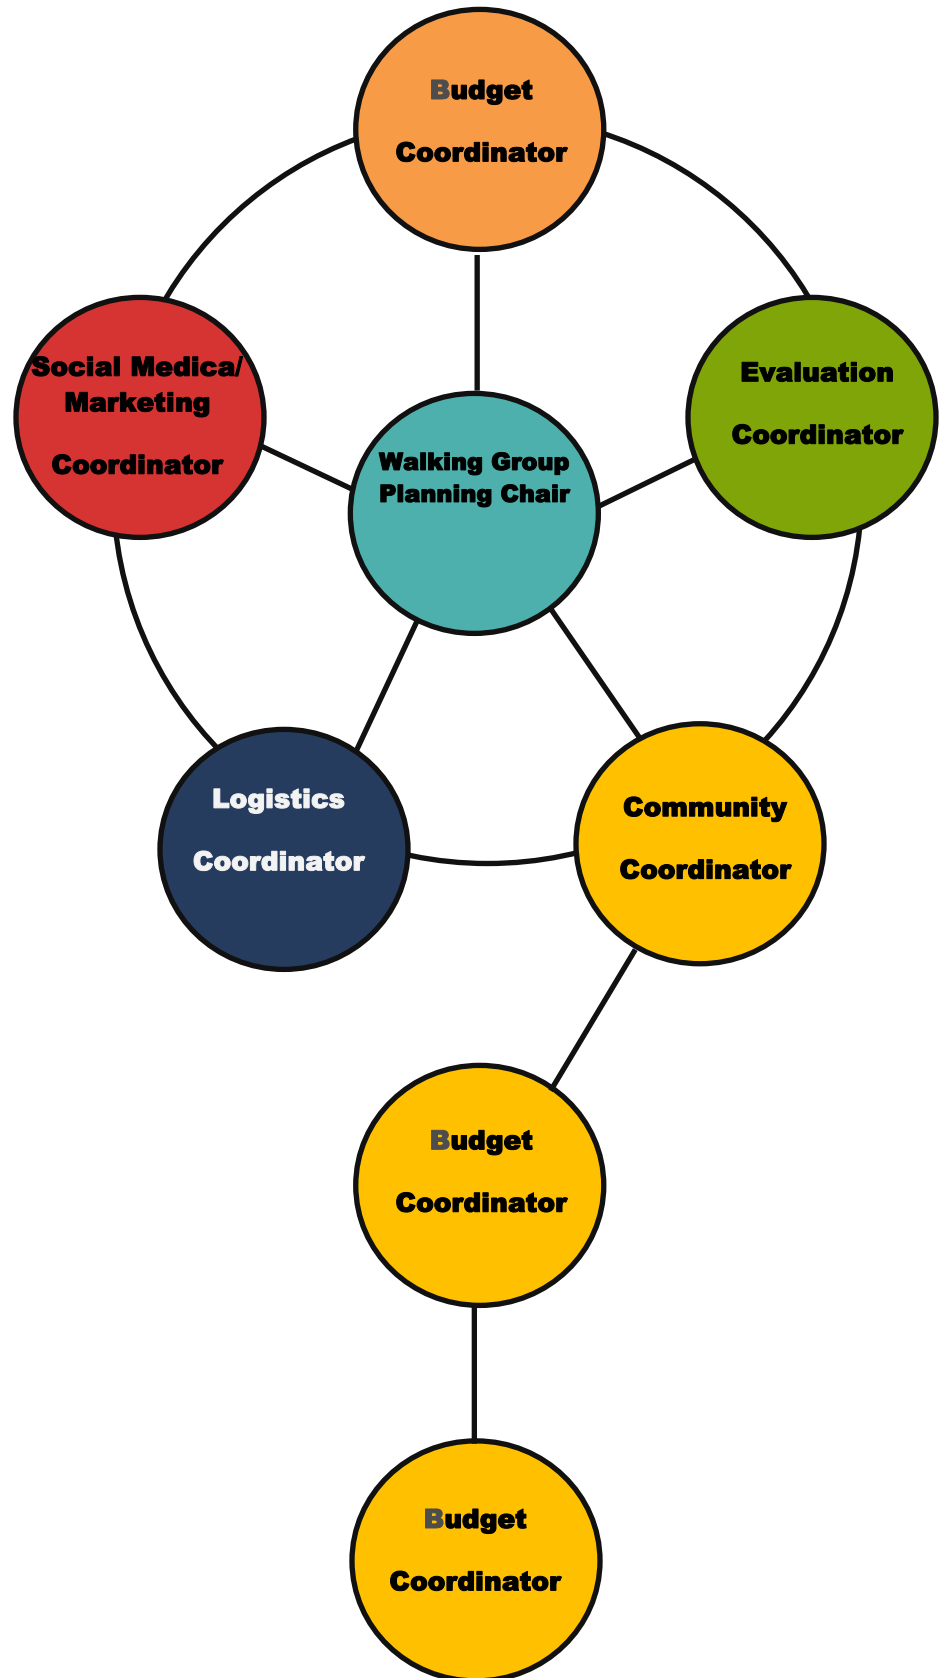 Budget
Coordinator
Social Medica/
Marketing
Coordinator
Evaluation
Coordinator
Walking Group
Planning Chair
Logistics
Coordinator
Community
Coordinator
Budget
Coordinator
Budget
Coordinator